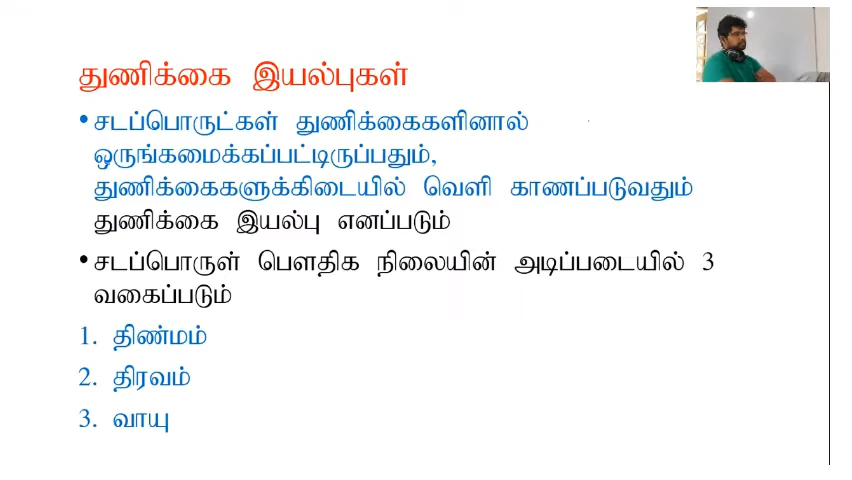 துணிக்கை இயல்புகள்
•சடப்பொருட்கள் துணிக்கைகளினால்
ஒருங்கமைக்கப்பட்டிருப்பதும்,
துணிக்கைகளுக்கிடையில் வெளி காணப்படுவதும்
துணிக்கை இயல்பு எனப்படும்
•சடப்பொருள் பௌதிக நிலையின் அடிப்படையில் 3
வகைப்படும்
1. திண்மம்
2. திரவம்
3. வாயு